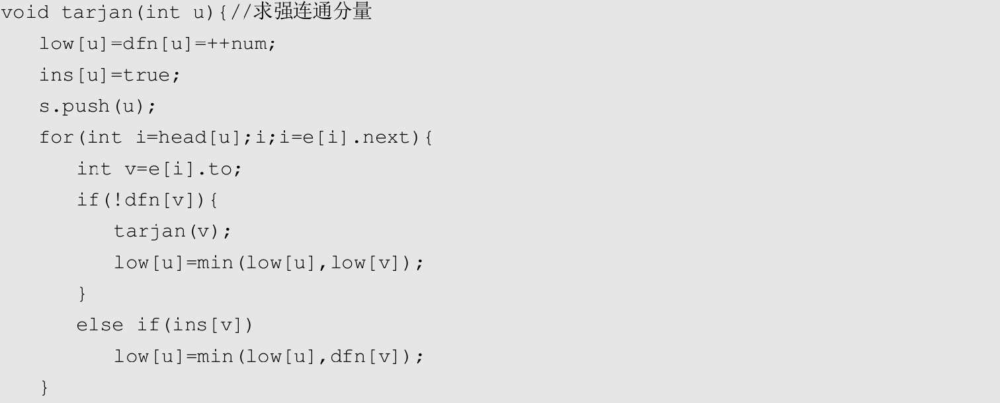 void tarjan(int u){//求强连通分量
   low[u]=dfn[u]=++num;
   ins[u]=true;
   s.push(u);
   for(int i=head[u];i;i=e[i].next){
      int v=e[i].to;
      if(!dfn[v]){
         tarjan(v);
         low[u]=min(low[u],low[v]);
      }
      else if(ins[v])
         low[u]=min(low[u],dfn[v]);
   }